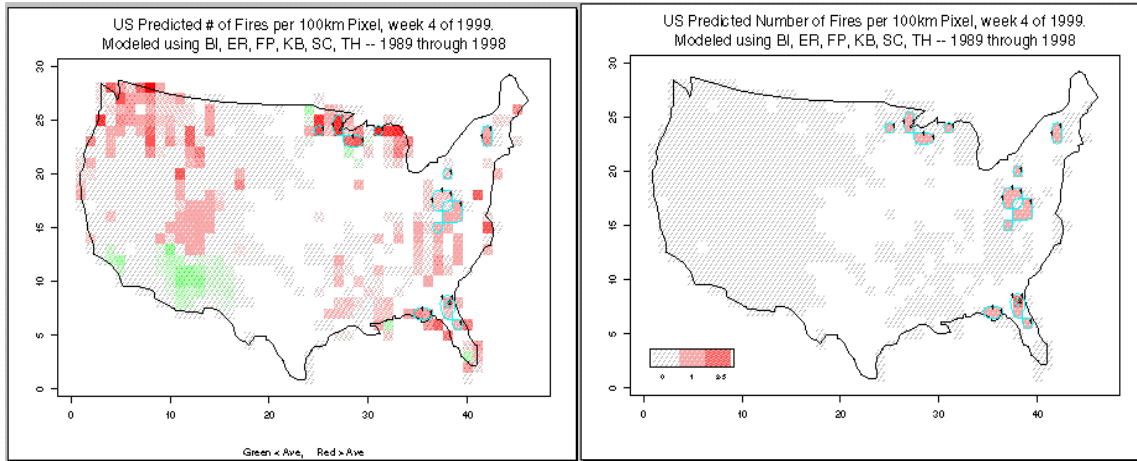 US Predicted # of Fires per 100km Pixel, week 4 of 1999.
Modeled using BI, ER, FP, KB, SC, TH -- 1989 through 1998
30
25
20
15
10
5
0
0 10 20 30 40
Green < Ave, Red > Ave
US Predicted Number of Fires per 100km Pixel, week 4 of 1999.
Modeled using BI, ER, FP, KB, SC, TH -- 1989 through 1998
30
25
20
15
10
5
0
0 1
0 10 20 30 40